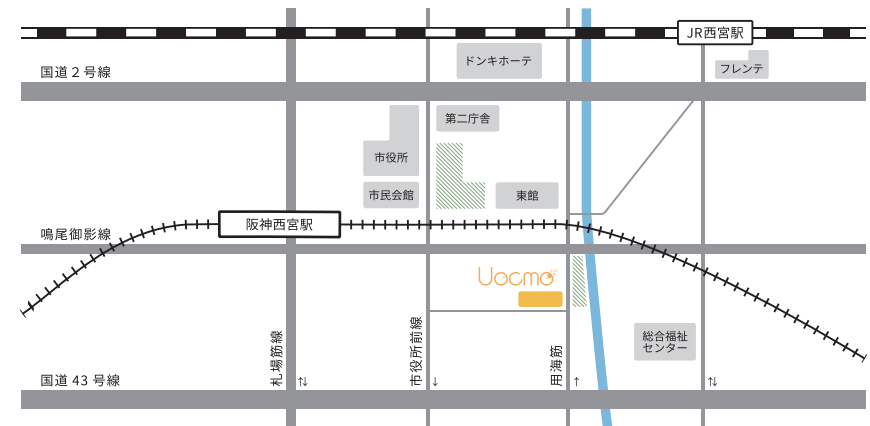 JR西宮駅
ドンキホーテ
フレンテ
国道 2 号線
第二庁舎
市役所
市民会館
東館
阪神西宮駅
鳴尾御影線
Uocmo
札場筋線
市役所前線
用海筋
総合福祉
センター
国道 43 号線
⇅
↓
↑
⇅